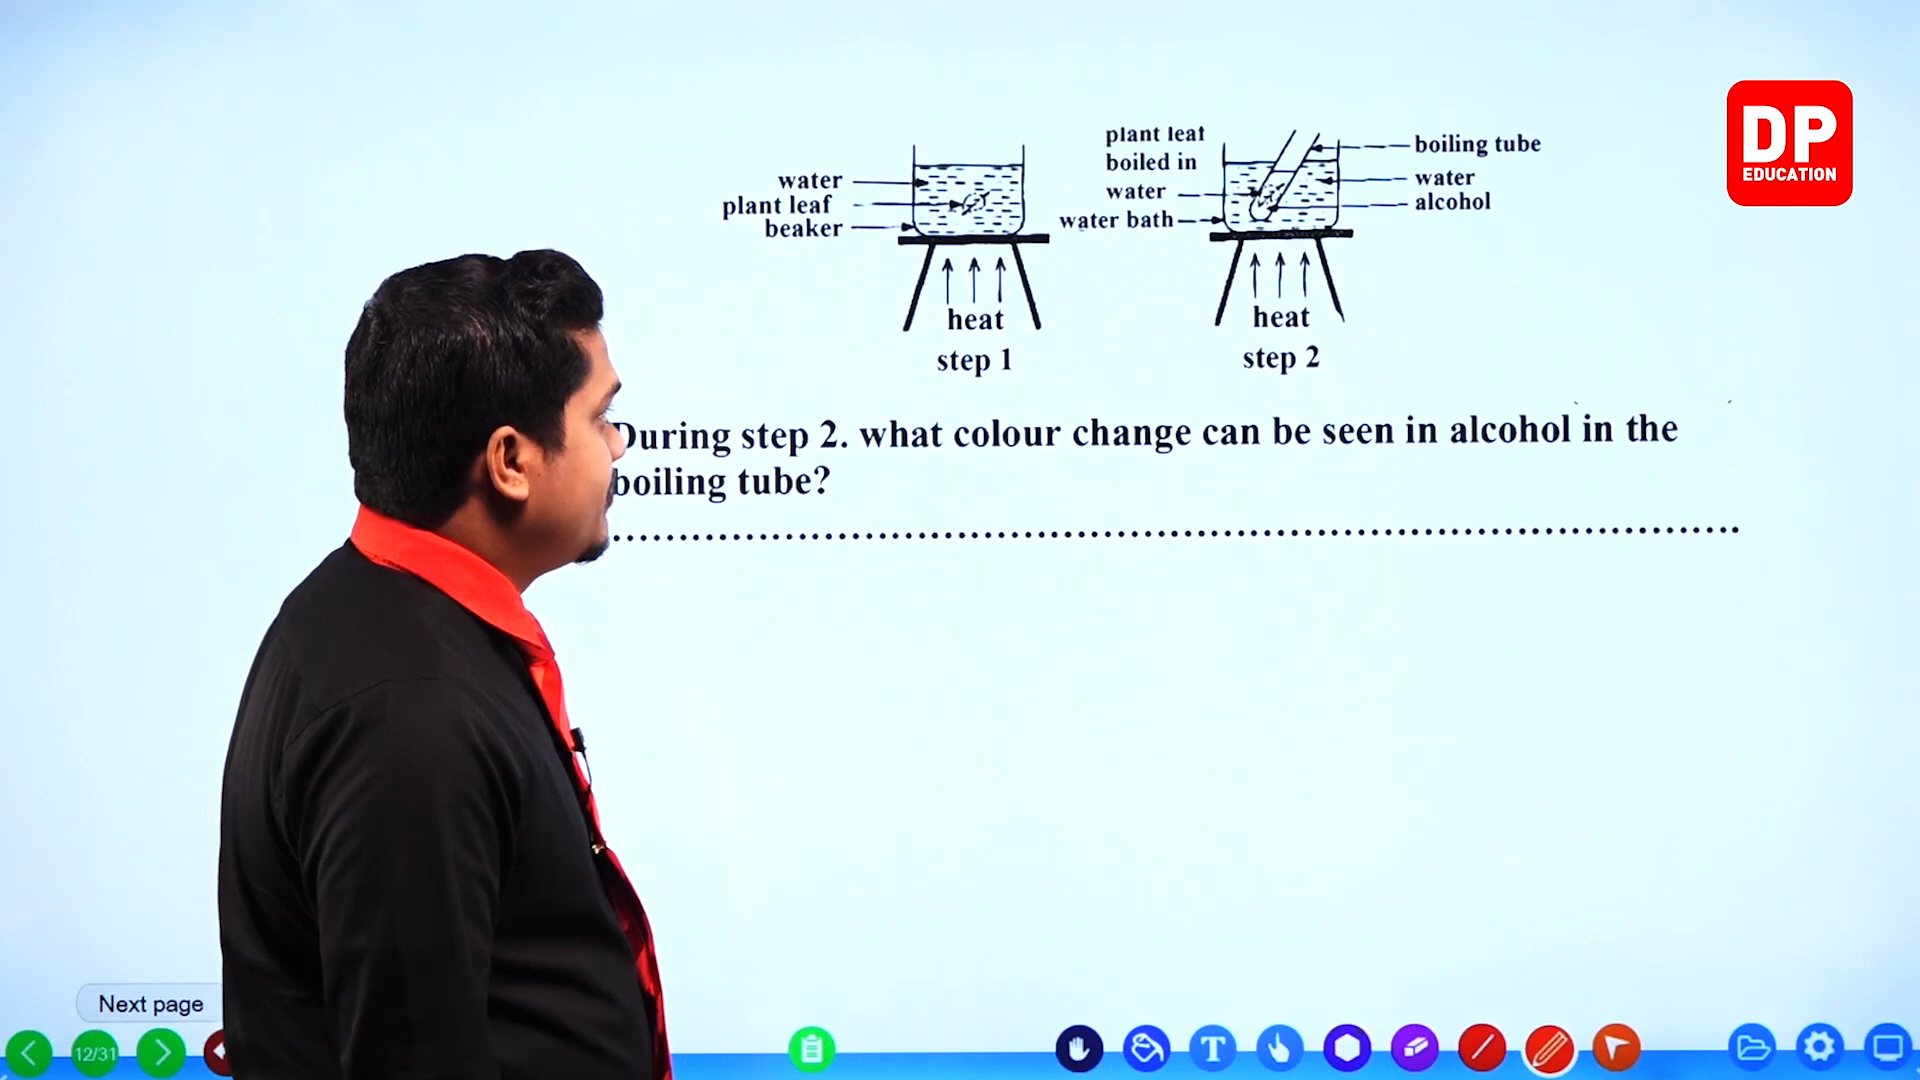 DP
EDUCATION
water
plant leaf
beaker
heat
step 1
plant leaf
boiled in
water
water bath
boiling tube
water
alcohol
heat
step 2
During step 2. what colour change can be seen in alcohol in the
boiling tube?
Next page
12/31
T